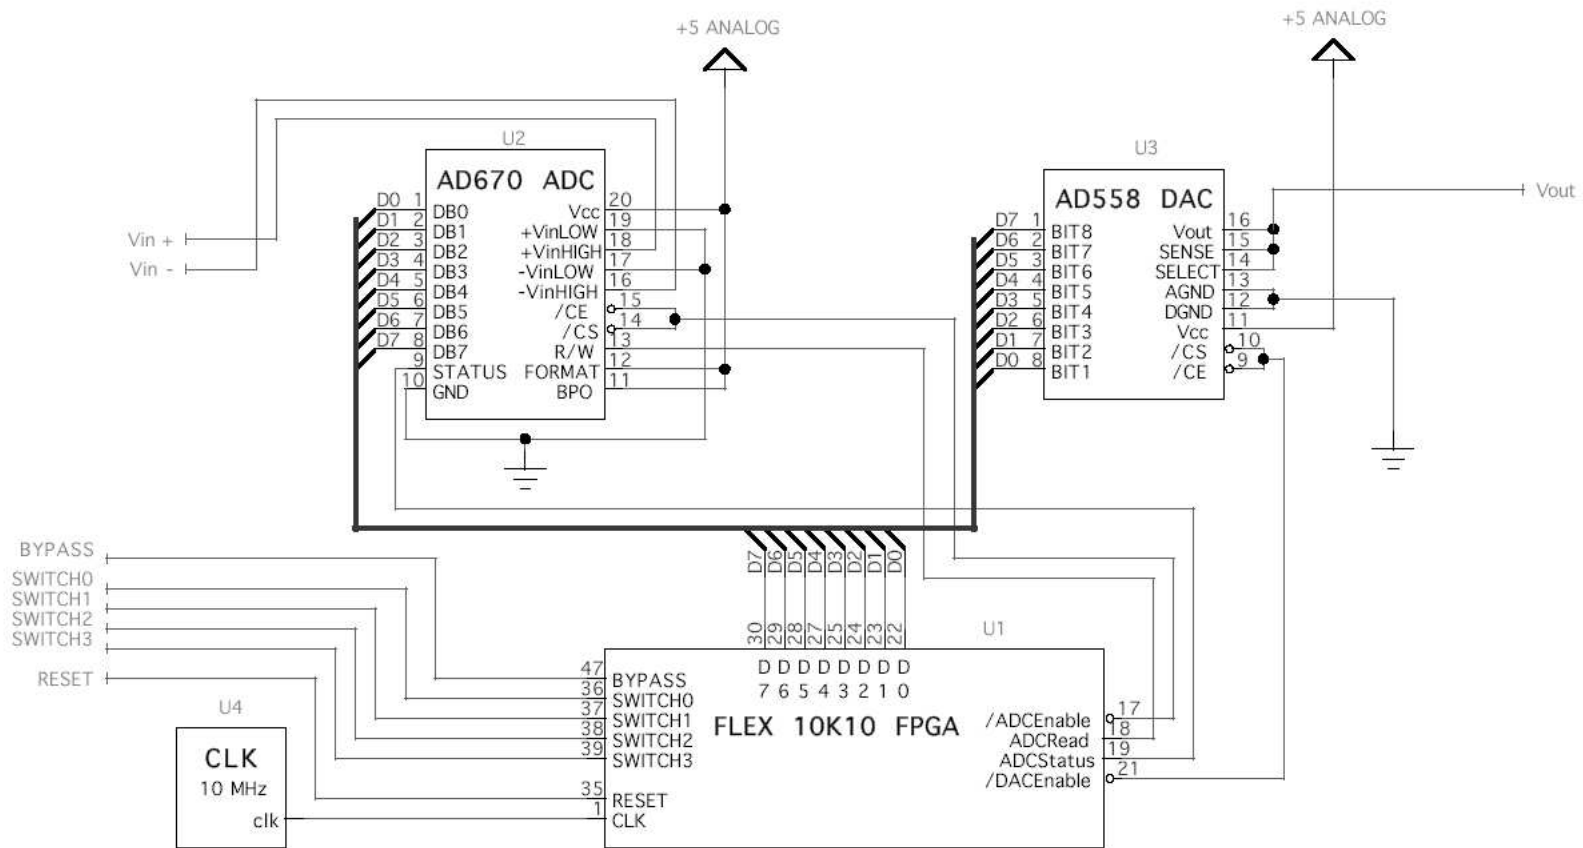 +5 ANALOG
+5 ANALOG
U2
AD670 ADC
D0 1 DB0
D1 2 DB1
D2 3 DB2
D3 4 DB3
D4 5 DB4
D5 6 DB5
D6 7 DB6
D7 8 DB7
9 STATUS
10 GND
Vcc 20
+VinLOW 19
+VinHIGH 18
-VinLOW 17
-VinHIGH 16
/CE 15
/CS 14
R/W 13
FORMAT 12
BPO 11
Vin +
Vin -
U3
AD558 DAC
D7 1 BIT8
D6 2 BIT7
D5 3 BIT6
D4 4 BIT5
D3 5 BIT4
D2 6 BIT3
D1 7 BIT2
D0 8 BIT1
Vout 16
SENSE 15
SELECT 14
AGND 13
DGND 12
Vcc 11
/CS 10
/CE 9
Vout
BYPASS
SWITCH0
SWITCH1
SWITCH2
SWITCH3
RESET
U4
CLK
10 MHz
clk
D7 D6 D5 D4 D3 D2 D1 D0
30 29 28 27 25 24 23 22
U1
D D D D D D D D
7 6 5 4 3 2 1 0
FLEX 10K10 FPGA
47 BYPASS
36 SWITCH0
37 SWITCH1
38 SWITCH2
39 SWITCH3
35 RESET
1 CLK
/ADCEnable 17
ADCRead 18
ADCStatus 19
/DACEnable 21